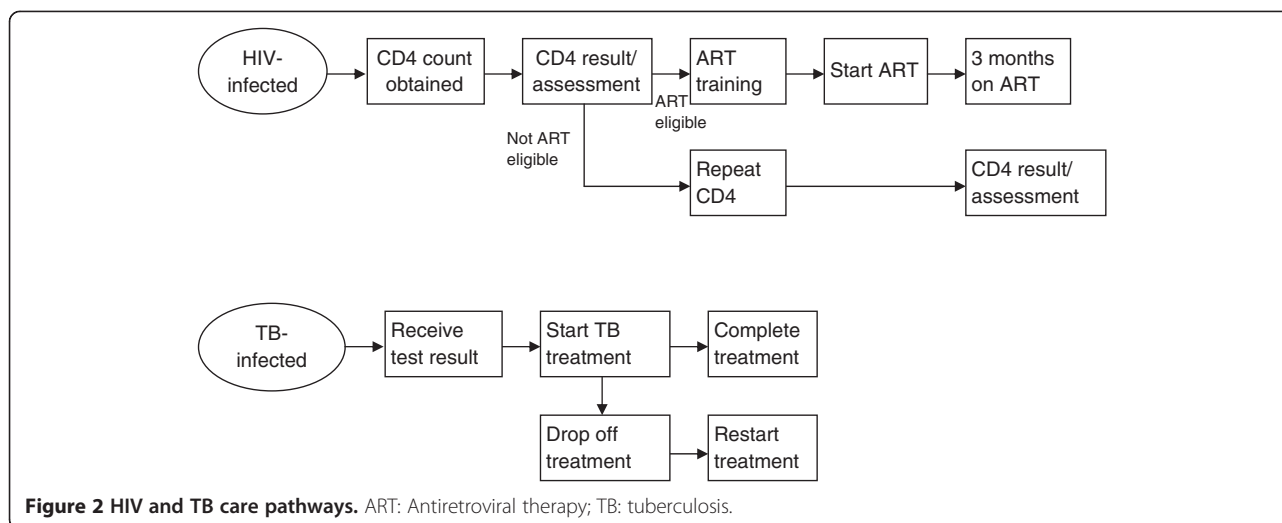 HIV-
infected
CD4 count
obtained
CD4 result/
assessment
ART
eligible
ART
training
Start ART
3 months
on ART
Not ART
eligible
Repeat
CD4
CD4 result/
assessment
TB-
infected
Receive
test result
Start TB
treatment
Complete
treatment
Drop off
treatment
Restart
treatment
Figure 2 HIV and TB care pathways. ART: Antiretroviral therapy; TB: tuberculosis.